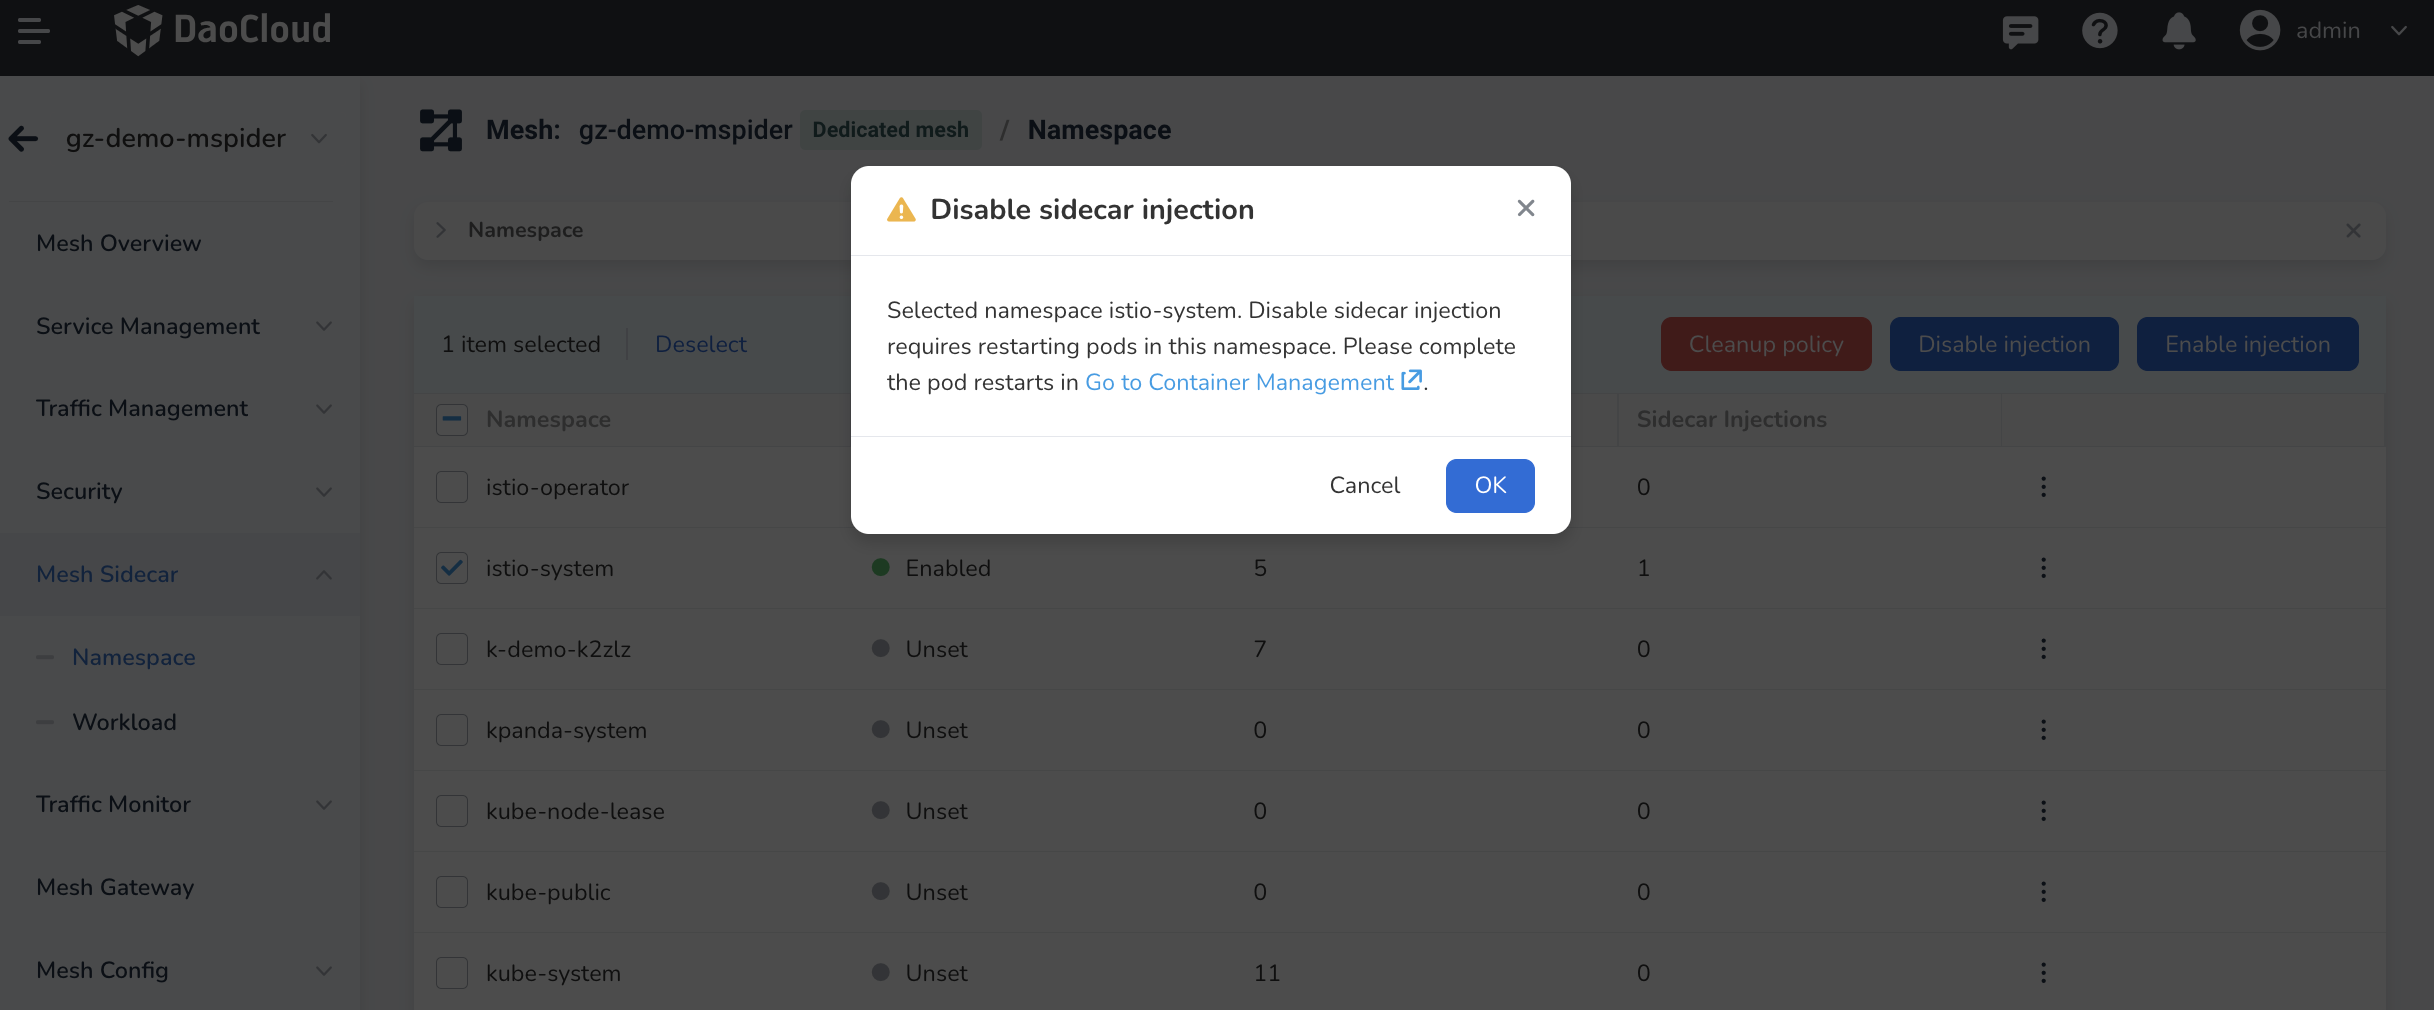 DaoCloud
admin
gz-demo-mspider
Mesh: gz-demo-mspider Dedicated mesh / Namespace
Mesh Overview
Service Management
Traffic Management
Security
Mesh Sidecar
Namespace
Workload
Traffic Monitor
Mesh Gateway
Mesh Config
Namespace
1 item selected Deselect
Cleanup policy Disable injection Enable injection
Disable sidecar injection
Selected namespace istio-system. Disable sidecar injection
requires restarting pods in this namespace. Please complete
the pod restarts in Go to Container Management.
Cancel OK
Namespace Sidecar Injections
istio-operator 0
istio-system Enabled 5 1
k-demo-k2zlz Unset 7 0
kpanda-system Unset 0 0
kube-node-lease Unset 0 0
kube-public Unset 0 0
kube-system Unset 11 0